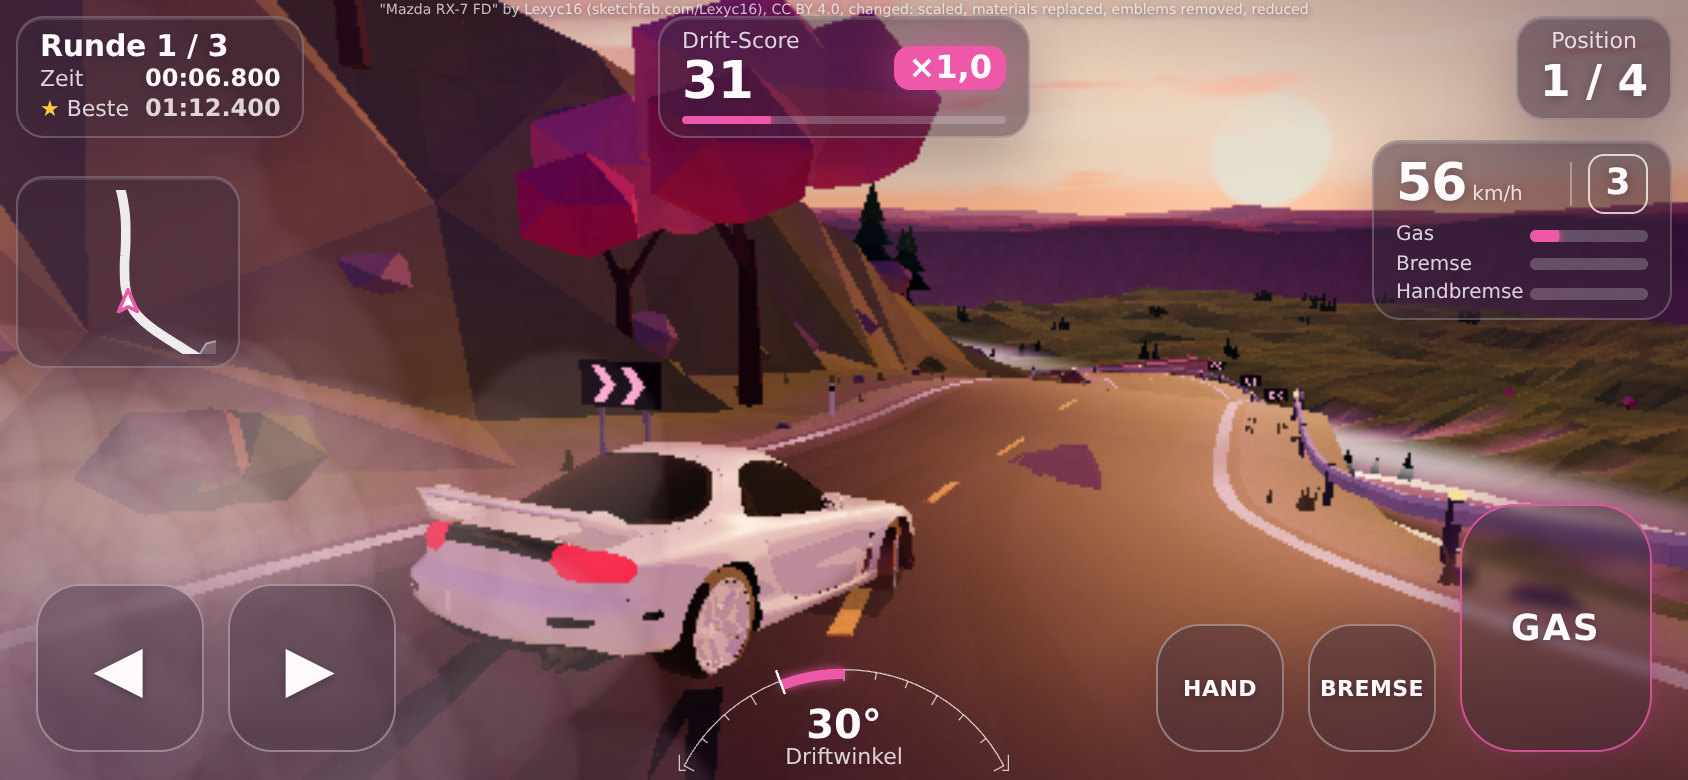 "Mazda RX-7 FD" by Lexyc16 (sketchfab.com/Lexyc16), CC BY 4.0, changed: scaled, materials replaced, emblems removed, reduced
Runde 1 / 3
Zeit 00:06.800
★ Beste 01:12.400
Drift-Score
31 ×1,0
Position
1 / 4
56 km/h 3
Gas
Bremse
Handbremse
30°
Driftwinkel
HAND
BREMSE
GAS